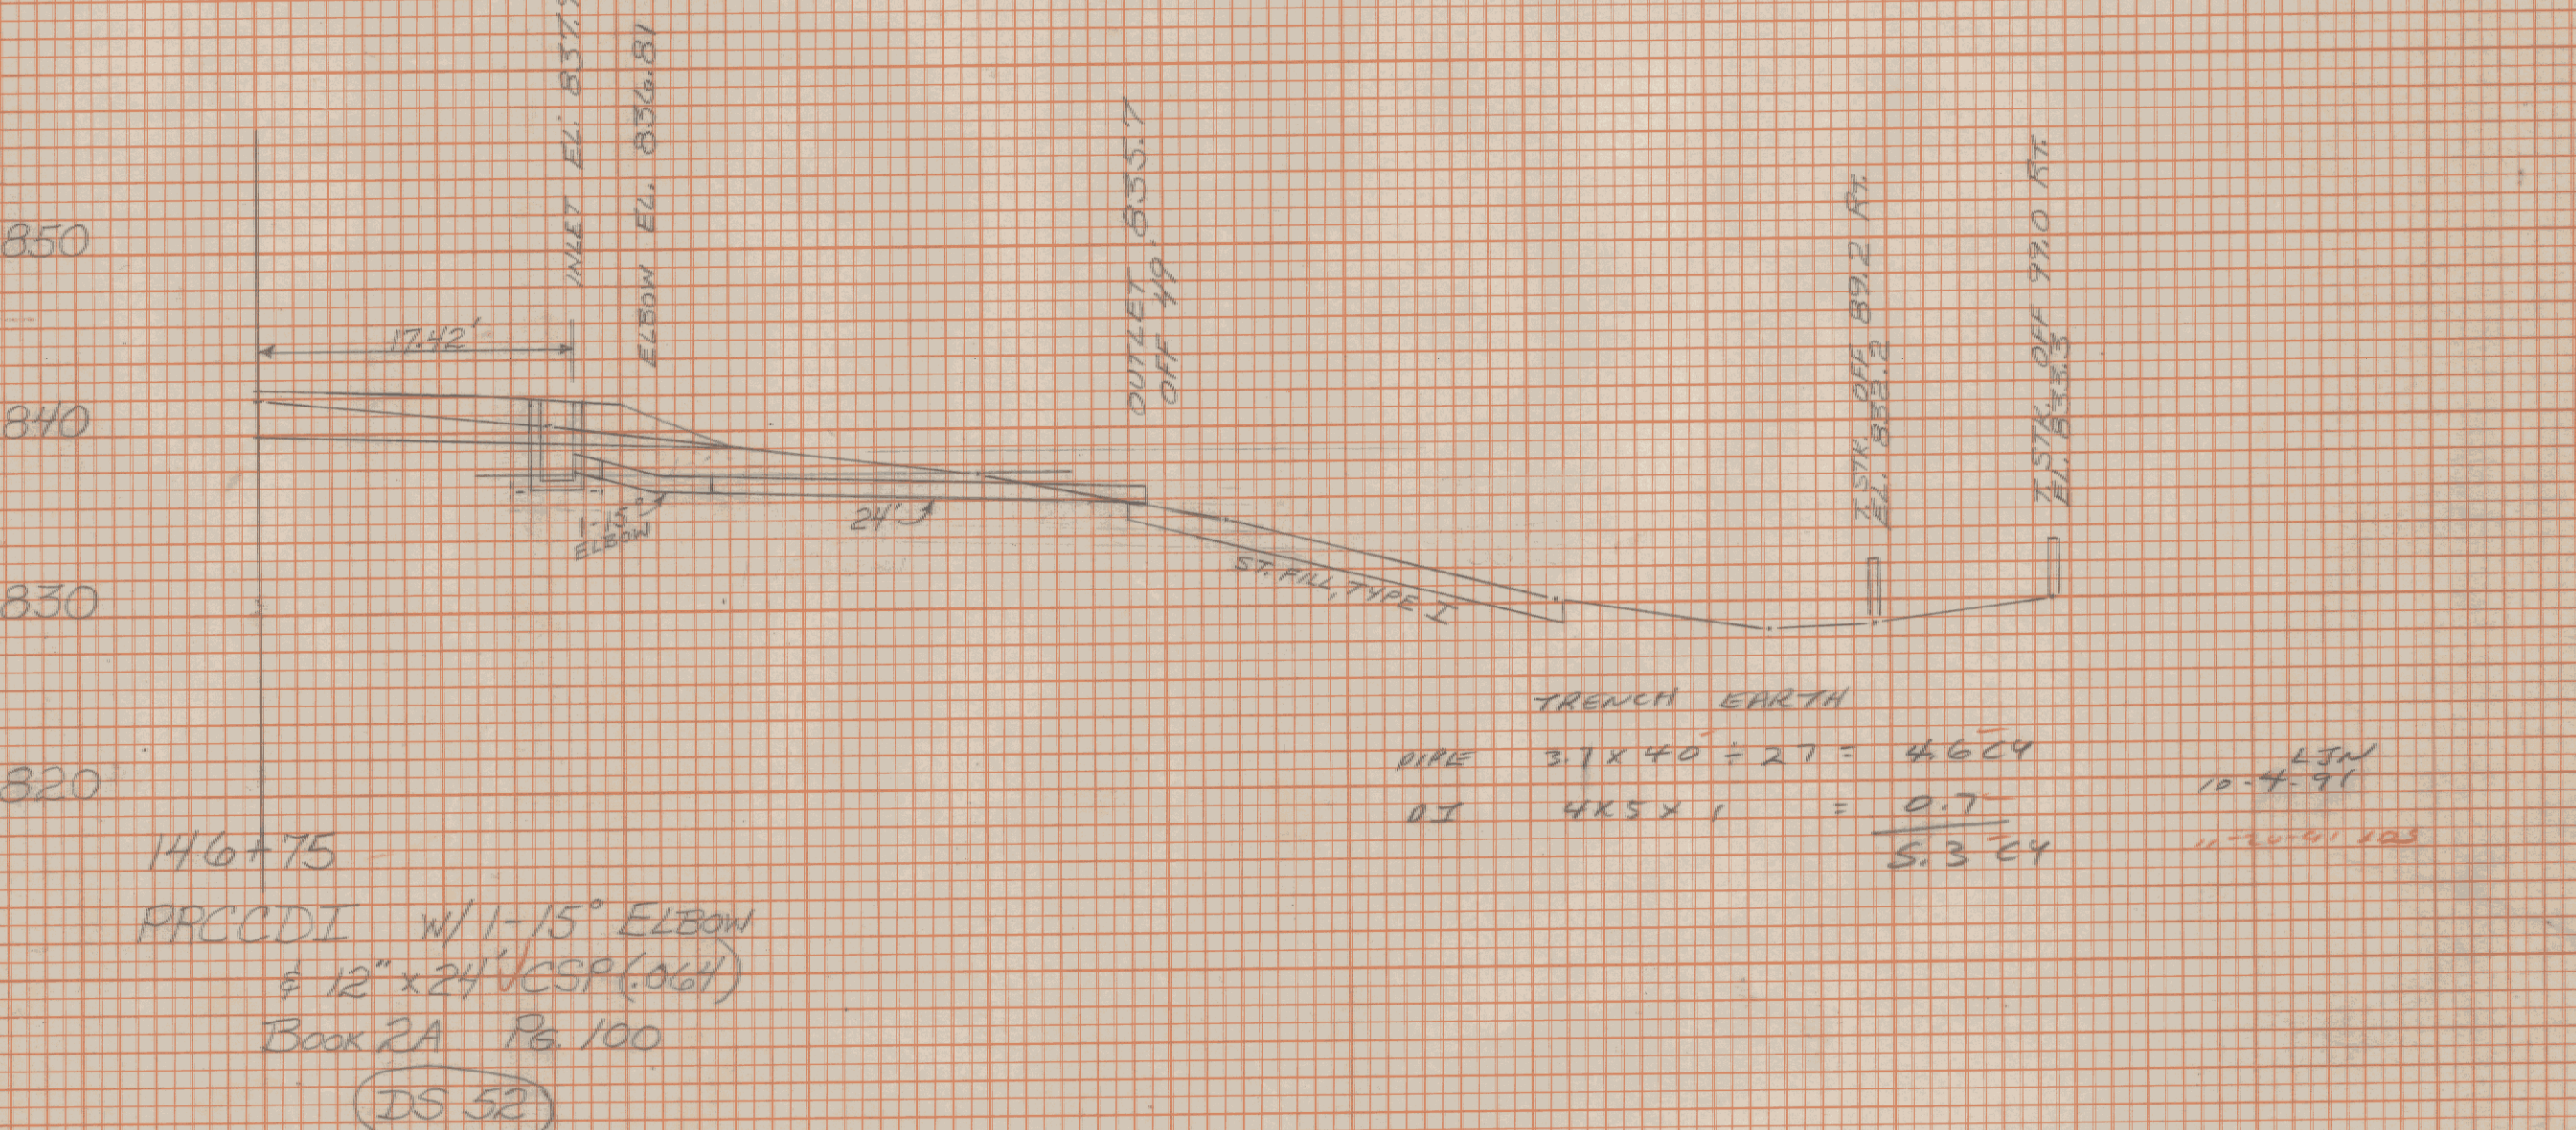 INLET EL. 837.9
ELBOW EL. 836.81
OUTLET 835.7
OFF 49.
T. STK. OFF 89.2 RT.
EL. 833.2
T. STK. OFF 99.0 RT.
EL. 833.3
850
17.42'
840
1-15°
ELBOW
24'
ST. FILL, TYPE I
830
TRENCH EARTH
PIPE 3.1 x 40 ÷ 27 = 4.6 CY
DI 4 x 5 x 1 = 0.7
5.3 CY
LJN
10-4-91
820
146+75
PRCCDI W/ 1-15° ELBOW
& 12" x 24' CSP (.064)
BOOK 2A PG. 100
DS 52